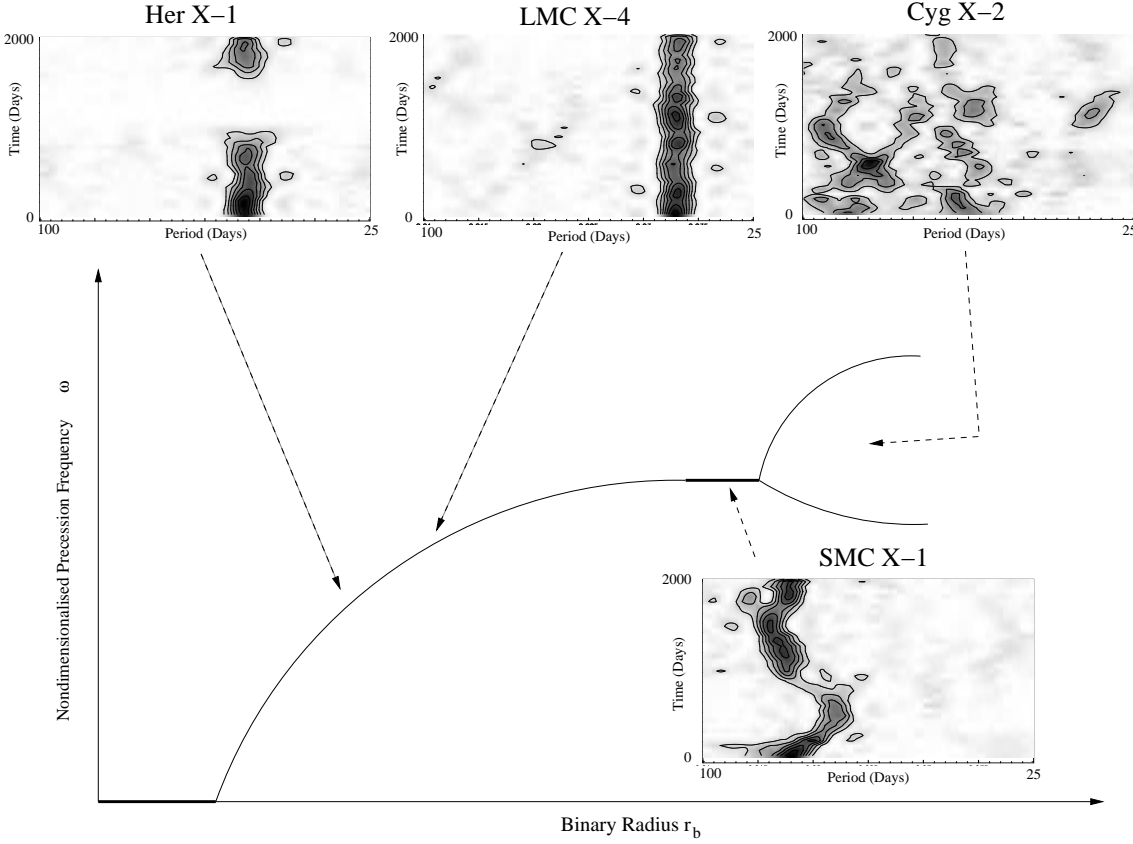 Her X–1
LMC X–4
Cyg X–2
2000
Time (Days)
0
100
Period (Days)
25
2000
Time (Days)
0
100
Period (Days)
25
2000
Time (Days)
0
100
Period (Days)
25
Nondimensionalised Precession Frequency ω
SMC X–1
2000
Time (Days)
0
100
Period (Days)
25
Binary Radius r_b